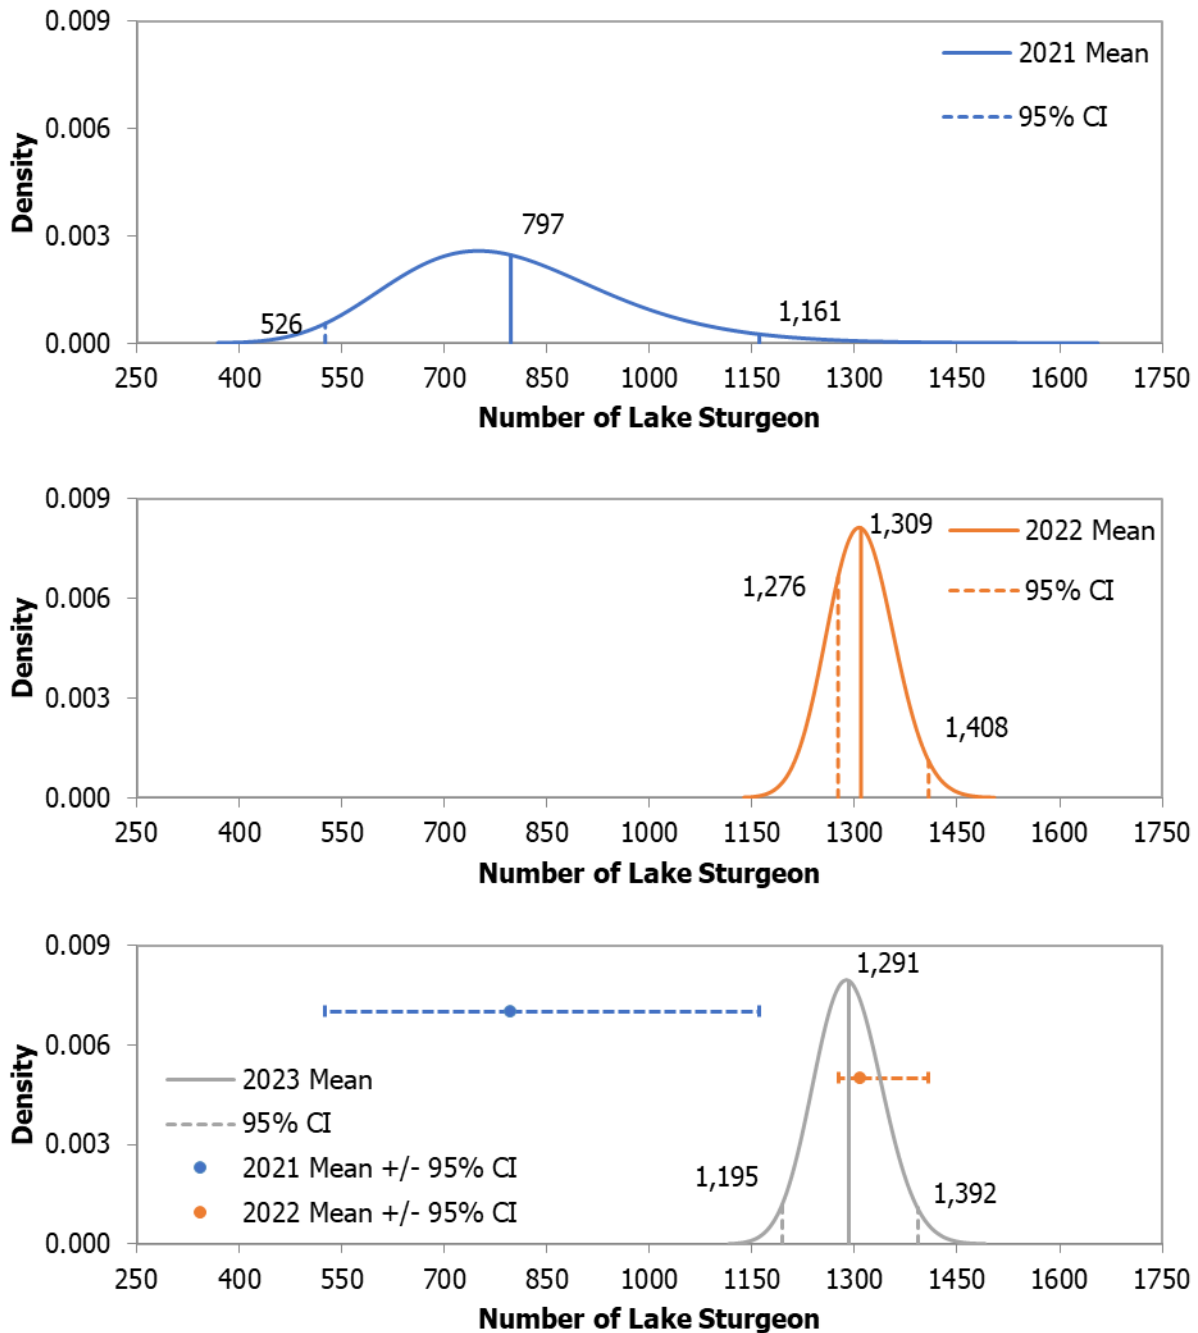 0.009
2021 Mean
95% CI
0.006
Density
0.003
797
526
1,161
0.000
250 400 550 700 850 1000 1150 1300 1450 1600 1750
Number of Lake Sturgeon
0.009
1,309
2022 Mean
1,276
95% CI
0.006
Density
0.003
1,408
0.000
250 400 550 700 850 1000 1150 1300 1450 1600 1750
Number of Lake Sturgeon
0.009
1,291
0.006
Density
2023 Mean
95% CI
0.003
2021 Mean +/- 95% CI
1,195
1,392
2022 Mean +/- 95% CI
0.000
250 400 550 700 850 1000 1150 1300 1450 1600 1750
Number of Lake Sturgeon